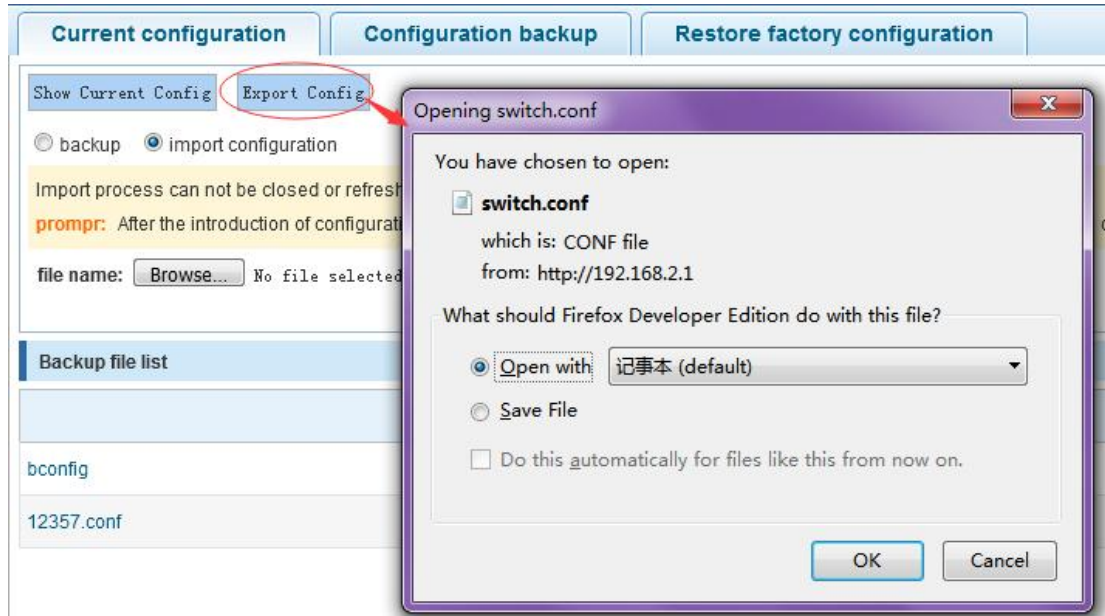 Current configuration
Configuration backup
Restore factory configuration
Show Current Config
Export Config
backup
import configuration
Import process can not be closed or refresh
prompr: After the introduction of configurati
file name: Browse... No file selected
Backup file list
bconfig
12357.conf
Opening switch.conf
You have chosen to open:
switch.conf
which is: CONF file
from: http://192.168.2.1
What should Firefox Developer Edition do with this file?
Open with 记事本 (default)
Save File
Do this automatically for files like this from now on.
OK
Cancel